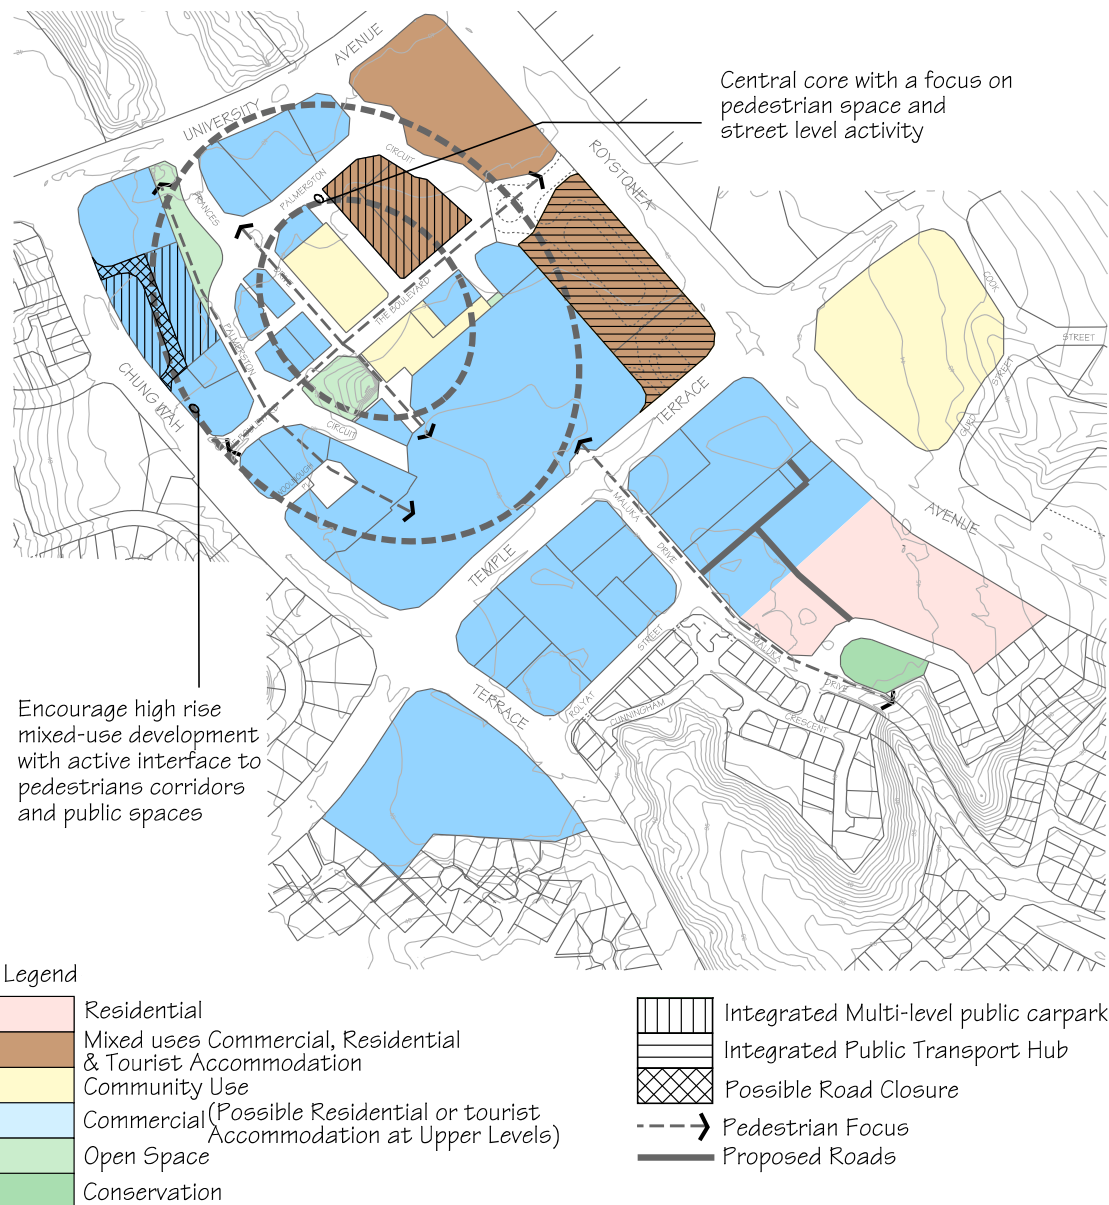 AVENUE
UNIVERSITY
Central core with a focus on
pedestrian space and
street level activity
CIRCUIT
ROYSTONEA
PALMERSTON
FRANCES
COOK
THE BOULEVARD
STREET
PALMERSTON
CHUNG WAH
STREET
TERRACE
GURD
CIRCUIT
MALUKA
AVENUE
DRIVE
TEMPLE
STREET
MALUKA
DRIVE
TERRACE
ROLYAT
CUNNINGHAM
CRESCENT
Encourage high rise
mixed-use development
with active interface to
pedestrians corridors
and public spaces
Legend
Residential
Mixed uses Commercial, Residential
& Tourist Accommodation
Community Use
Commercial (Possible Residential or tourist
Accommodation at Upper Levels)
Open Space
Conservation
Integrated Multi-level public carpark
Integrated Public Transport Hub
Possible Road Closure
Pedestrian Focus
Proposed Roads